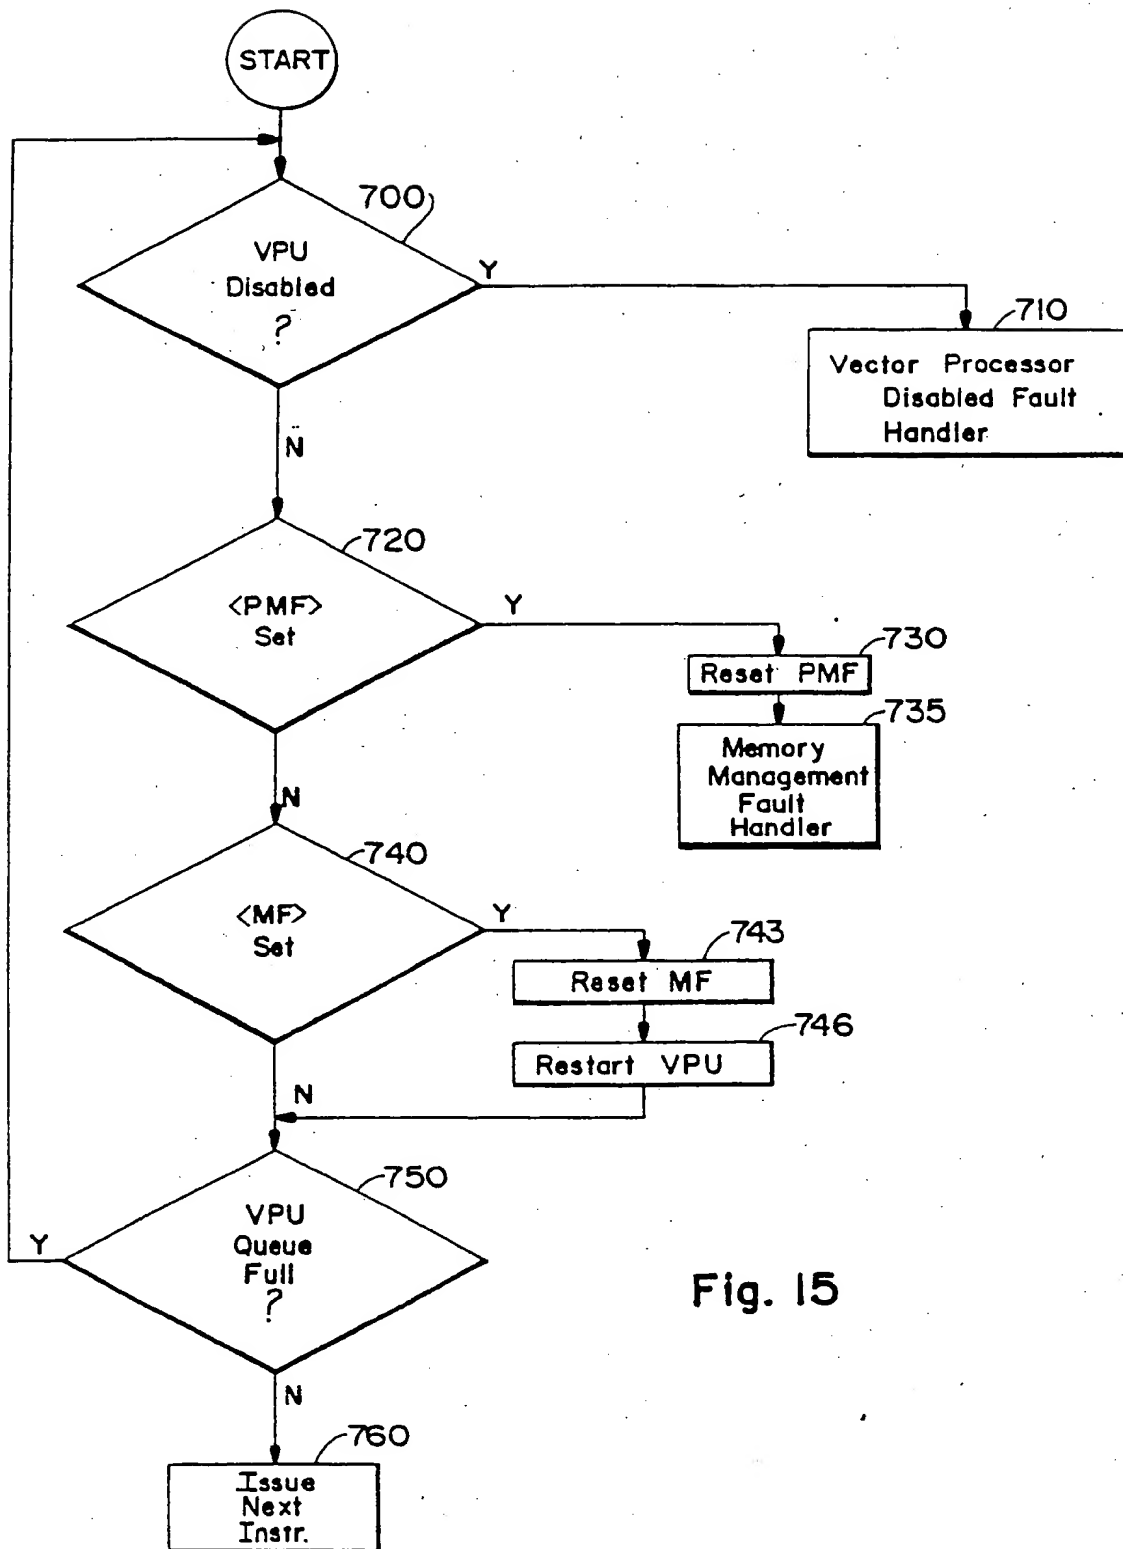 START
700
VPU
Disabled
?
Y
710
Vector Processor
Disabled Fault
Handler
N
720
<PMF>
Set
Y
730
Reset PMF
735
Memory
Management
Fault
Handler
N
740
<MF>
Set
Y
743
Reset MF
746
Restart VPU
N
750
VPU
Queue
Full
?
Y
Fig. 15
N
760
Issue
Next
Instr.